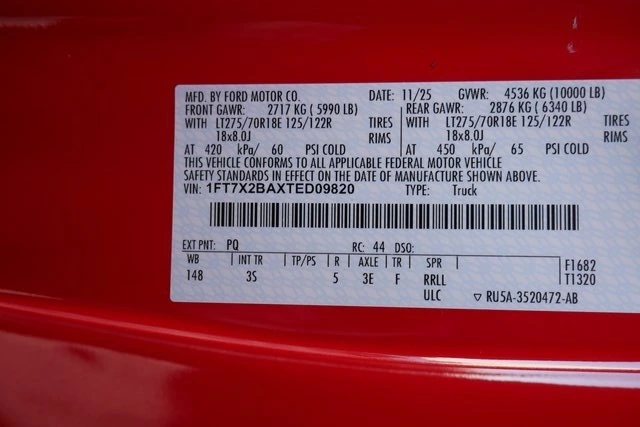 MFD. BY FORD MOTOR CO. DATE: 11/25 GVWR: 4536 KG (10000 LB)
FRONT GAWR: 2717 KG (5990 LB) REAR GAWR: 2876 KG (6340 LB)
WITH LT275/70R18E 125/122R TIRES WITH LT275/70R18E 125/122R TIRES
18x8.0J RIMS 18x8.0J RIMS
AT 420 kPa/ 60 PSI COLD AT 450 kPa/ 65 PSI COLD
THIS VEHICLE CONFORMS TO ALL APPLICABLE FEDERAL MOTOR VEHICLE
SAFETY STANDARDS IN EFFECT ON THE DATE OF MANUFACTURE SHOWN ABOVE
VIN: 1FT7X2BAXTED09820 TYPE: Truck
EXT PNT: PQ RC: 44 DSO:
WB | INT TR | TP/PS | R | AXLE | TR | SPR F1682
148 3S 5 3E F RRLL T1320
ULC ▽ RU5A-3520472-AB